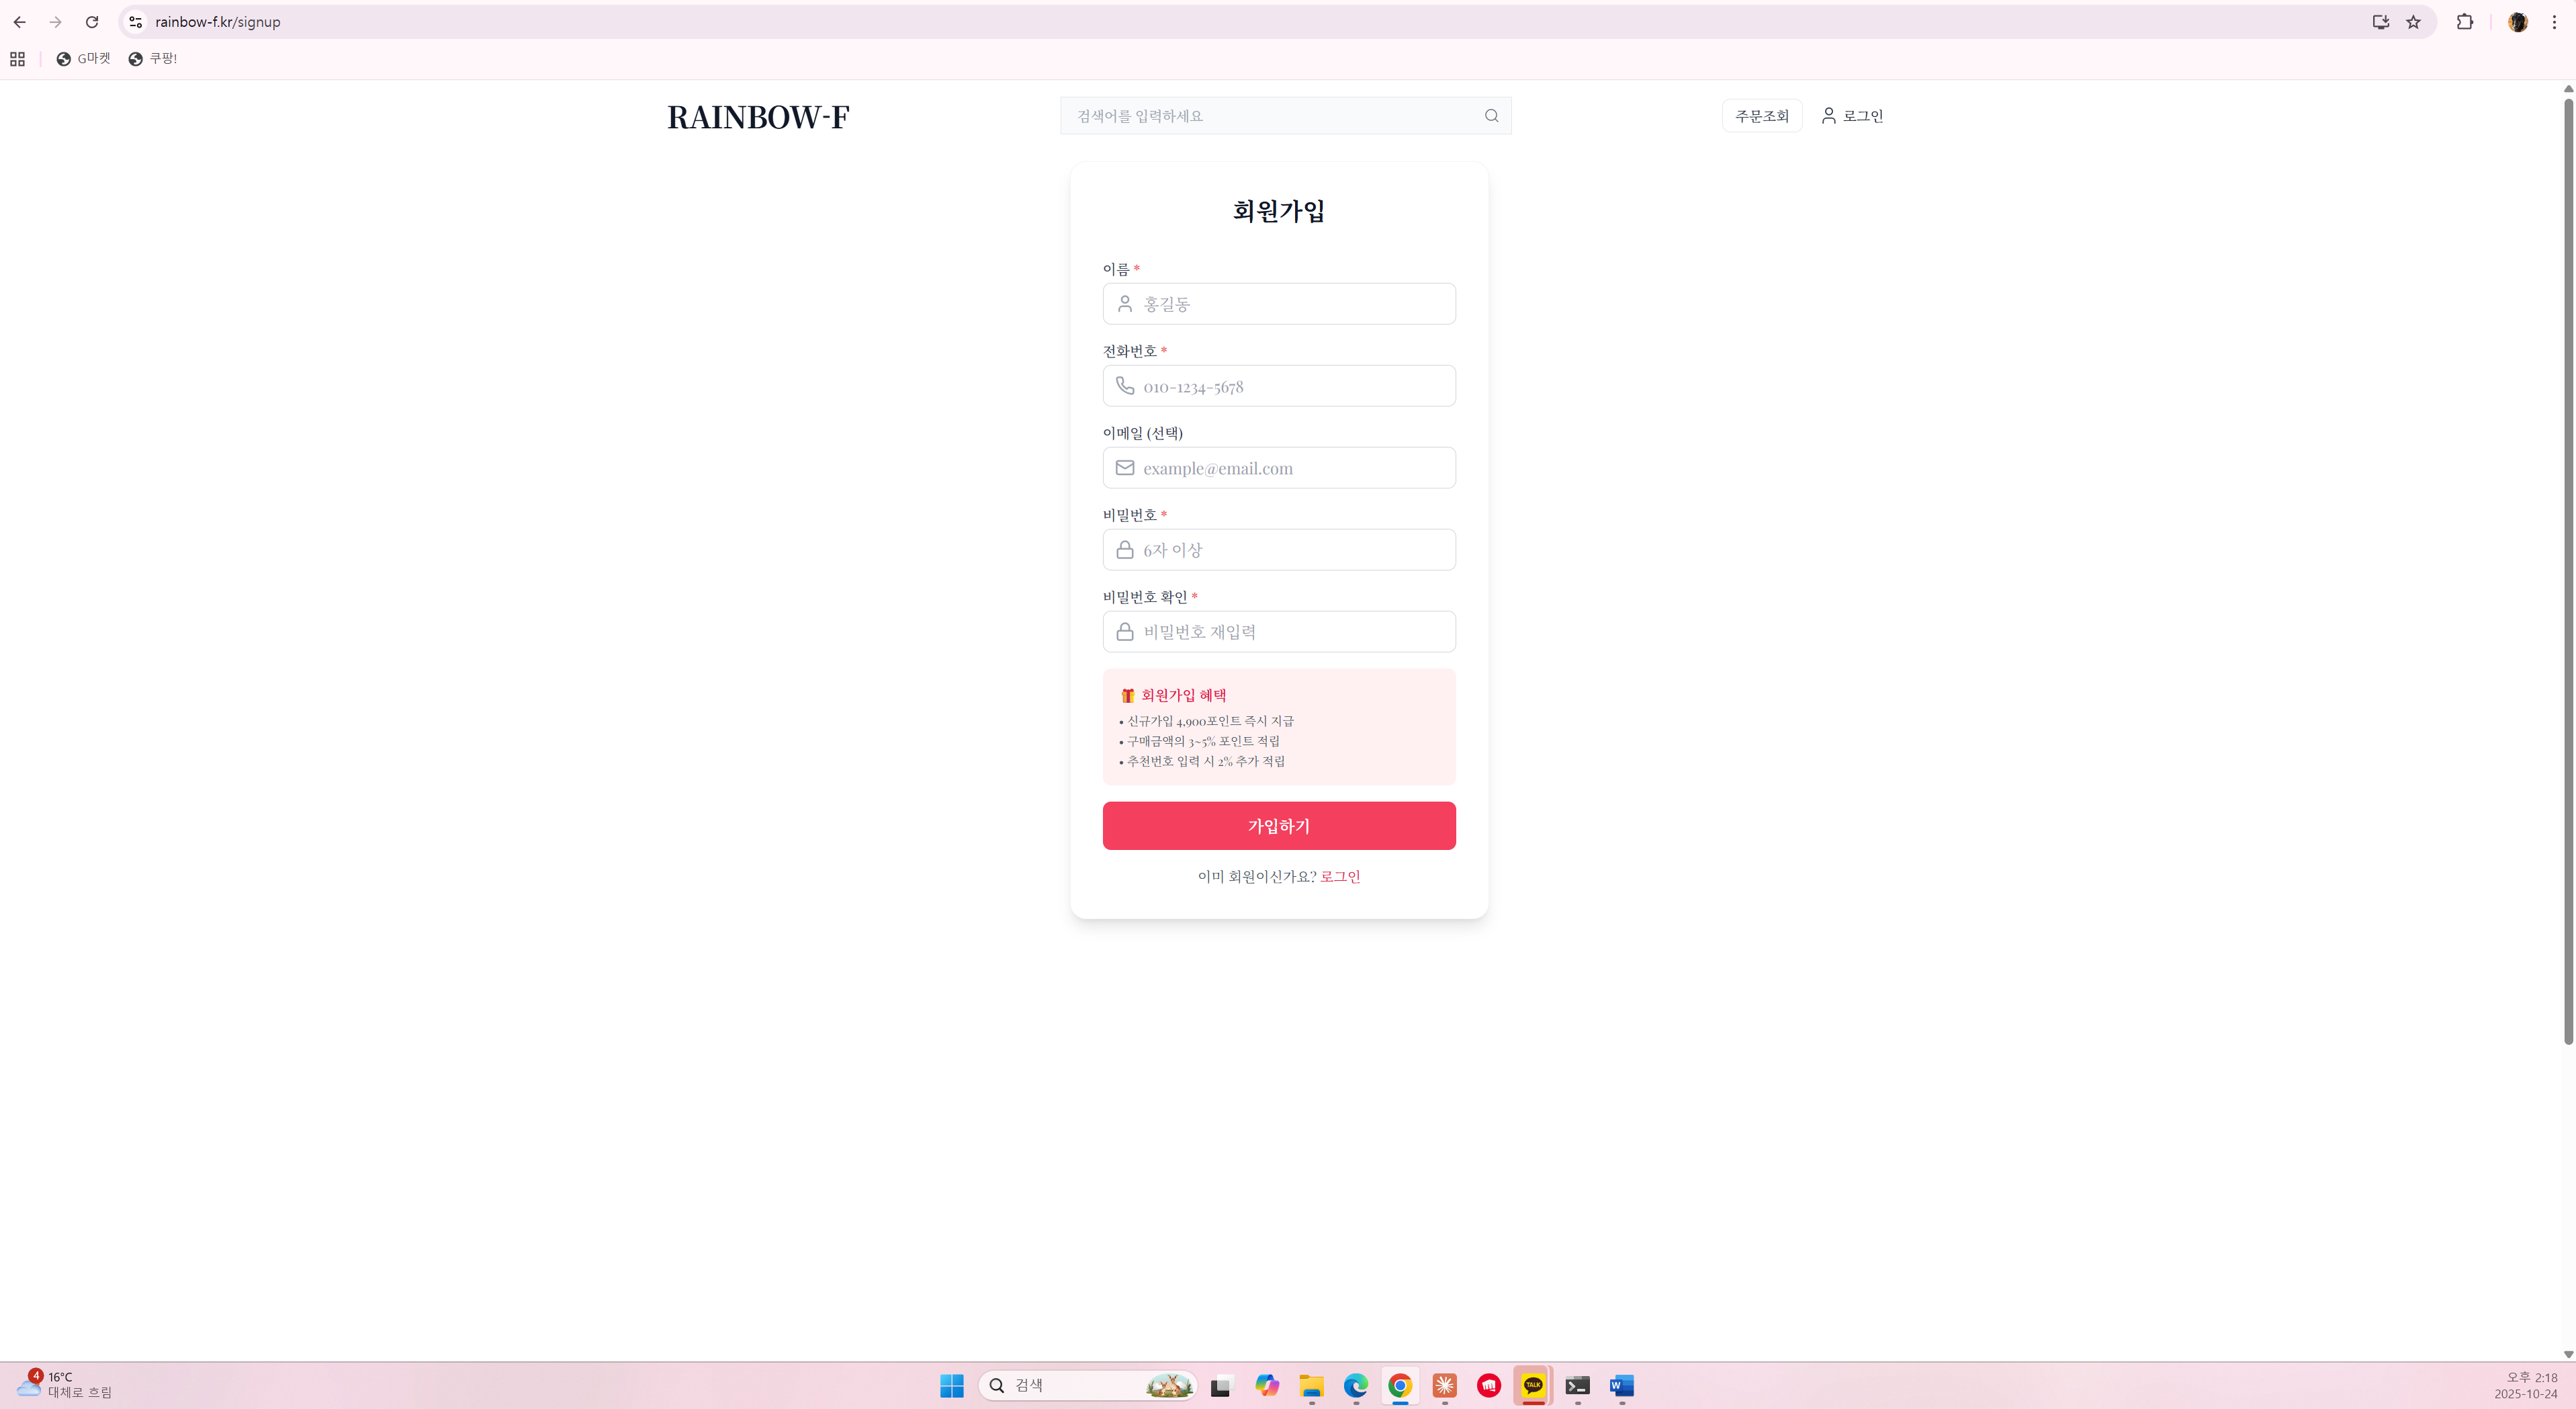 rainbow-f.kr/signup
G마켓
쿠팡!
RAINBOW-F
검색어를 입력하세요
주문조회
로그인
회원가입
이름 *
홍길동
전화번호 *
010-1234-5678
이메일 (선택)
example@email.com
비밀번호 *
6자 이상
비밀번호 확인 *
비밀번호 재입력
회원가입 혜택
• 신규가입 4,900포인트 즉시 지급
• 구매금액의 3~5% 포인트 적립
• 추천번호 입력 시 2% 추가 적립
가입하기
이미 회원이신가요? 로그인
4
16°C
대체로 흐림
검색
TALK
W
오후 2:18
2025-10-24